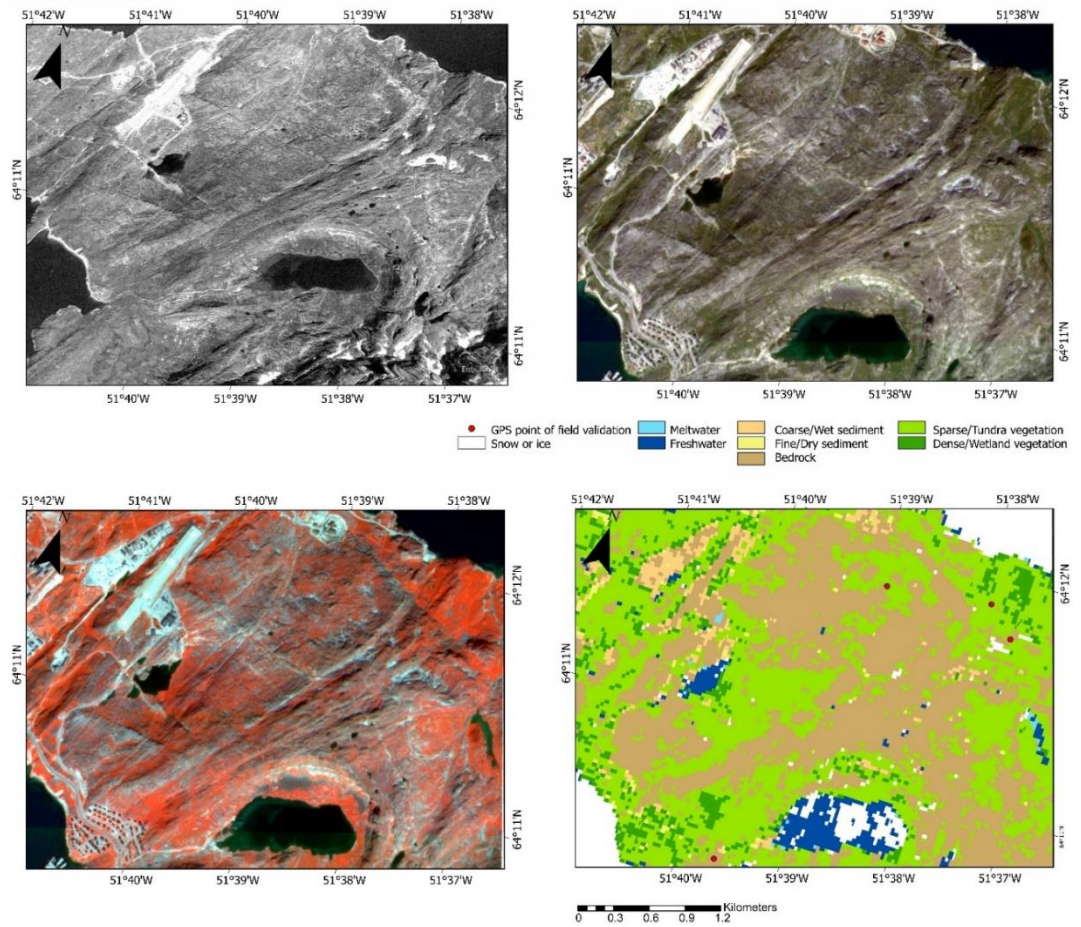 51°42'W 51°41'W 51°40'W 51°39'W 51°38'W
51°42'W 51°41'W 51°40'W 51°39'W 51°38'W
N
N
64°12'N
64°12'N
64°11'N
64°11'N
64°11'N
64°11'N
51°40'W 51°39'W 51°38'W 51°37'W
51°40'W 51°39'W 51°38'W 51°37'W
GPS point of field validation
Snow or ice
Meltwater
Freshwater
Coarse/Wet sediment
Fine/Dry sediment
Bedrock
Sparse/Tundra vegetation
Dense/Wetland vegetation
51°42'W 51°41'W 51°40'W 51°39'W 51°38'W
51°42'W 51°41'W 51°40'W 51°39'W 51°38'W
N
N
64°12'N
64°12'N
64°11'N
64°11'N
64°11'N
51°40'W 51°39'W 51°38'W 51°37'W
51°40'W 51°39'W 51°38'W 51°37'W
Kilometers
0 0.3 0.6 0.9 1.2